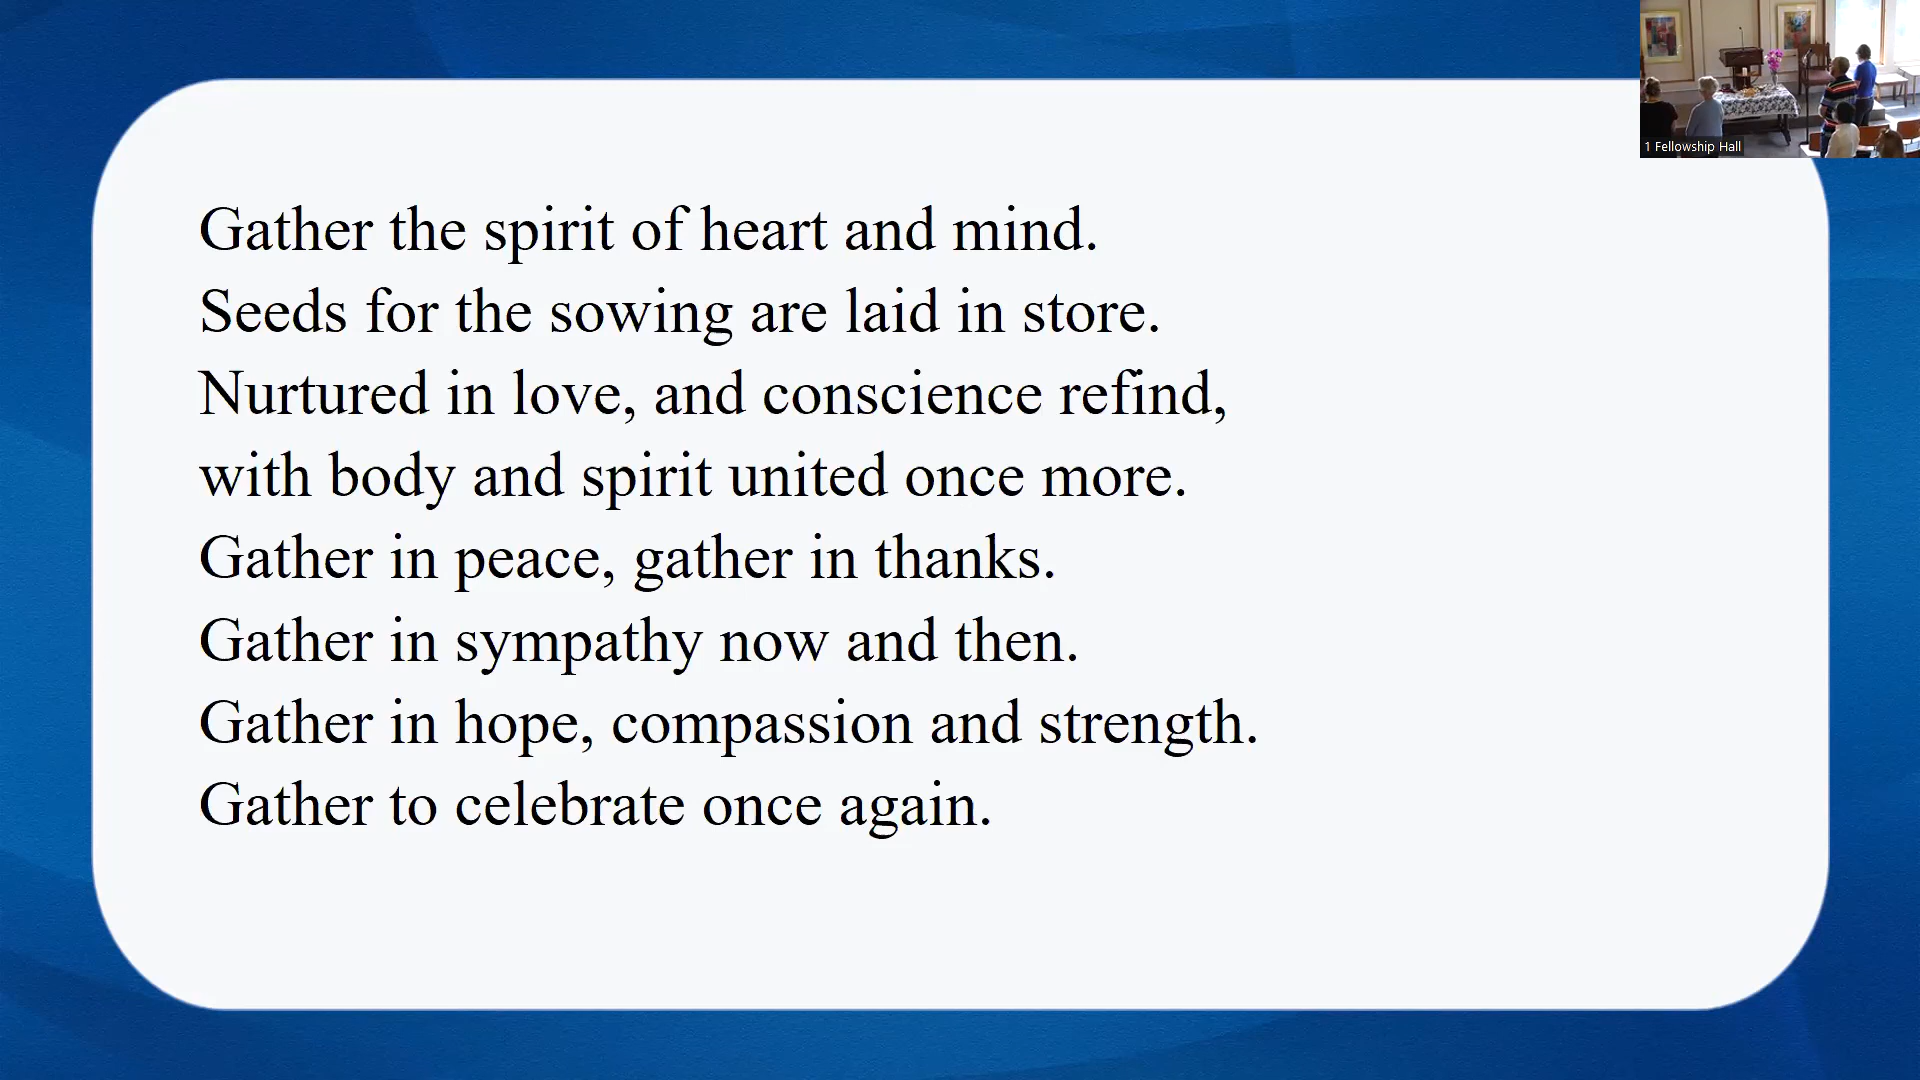 Gather the spirit of heart and mind.
Seeds for the sowing are laid in store.
Nurtured in love, and conscience refind,
with body and spirit united once more.
Gather in peace, gather in thanks.
Gather in sympathy now and then.
Gather in hope, compassion and strength.
Gather to celebrate once again.
1 Fellowship Hall